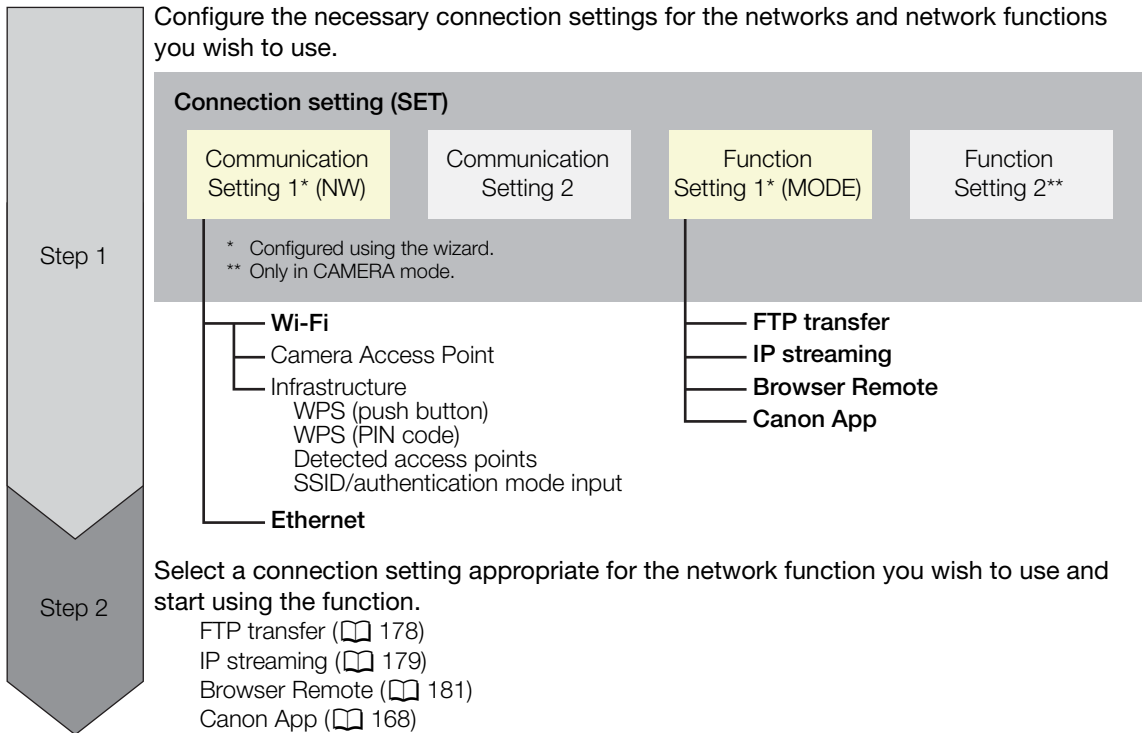 Configure the necessary connection settings for the networks and network functions
you wish to use.
Connection setting (SET)
Communication
Setting 1* (NW)
Communication
Setting 2
Function
Setting 1* (MODE)
Function
Setting 2**
Step 1
* Configured using the wizard.
** Only in CAMERA mode.
Wi-Fi
Camera Access Point
Infrastructure
WPS (push button)
WPS (PIN code)
Detected access points
SSID/authentication mode input
Ethernet
FTP transfer
IP streaming
Browser Remote
Canon App
Step 2
Select a connection setting appropriate for the network function you wish to use and
start using the function.
FTP transfer (📖 178)
IP streaming (📖 179)
Browser Remote (📖 181)
Canon App (📖 168)